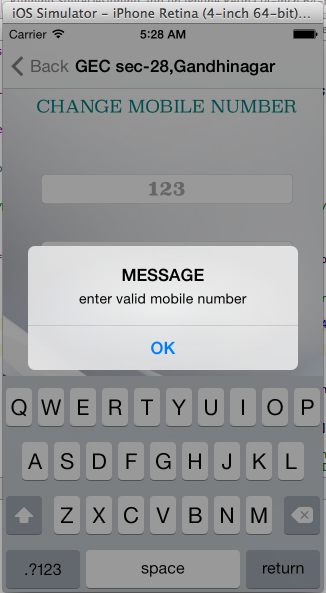 iOS Simulator - iPhone Retina (4-inch 64-bit)...
Carrier 5:28 AM
Back GEC sec-28,Gandhinagar
CHANGE MOBILE NUMBER
123
MESSAGE
enter valid mobile number
OK
Q W E R T Y U I O P
A S D F G H J K L
Z X C V B N M
.?123 space return